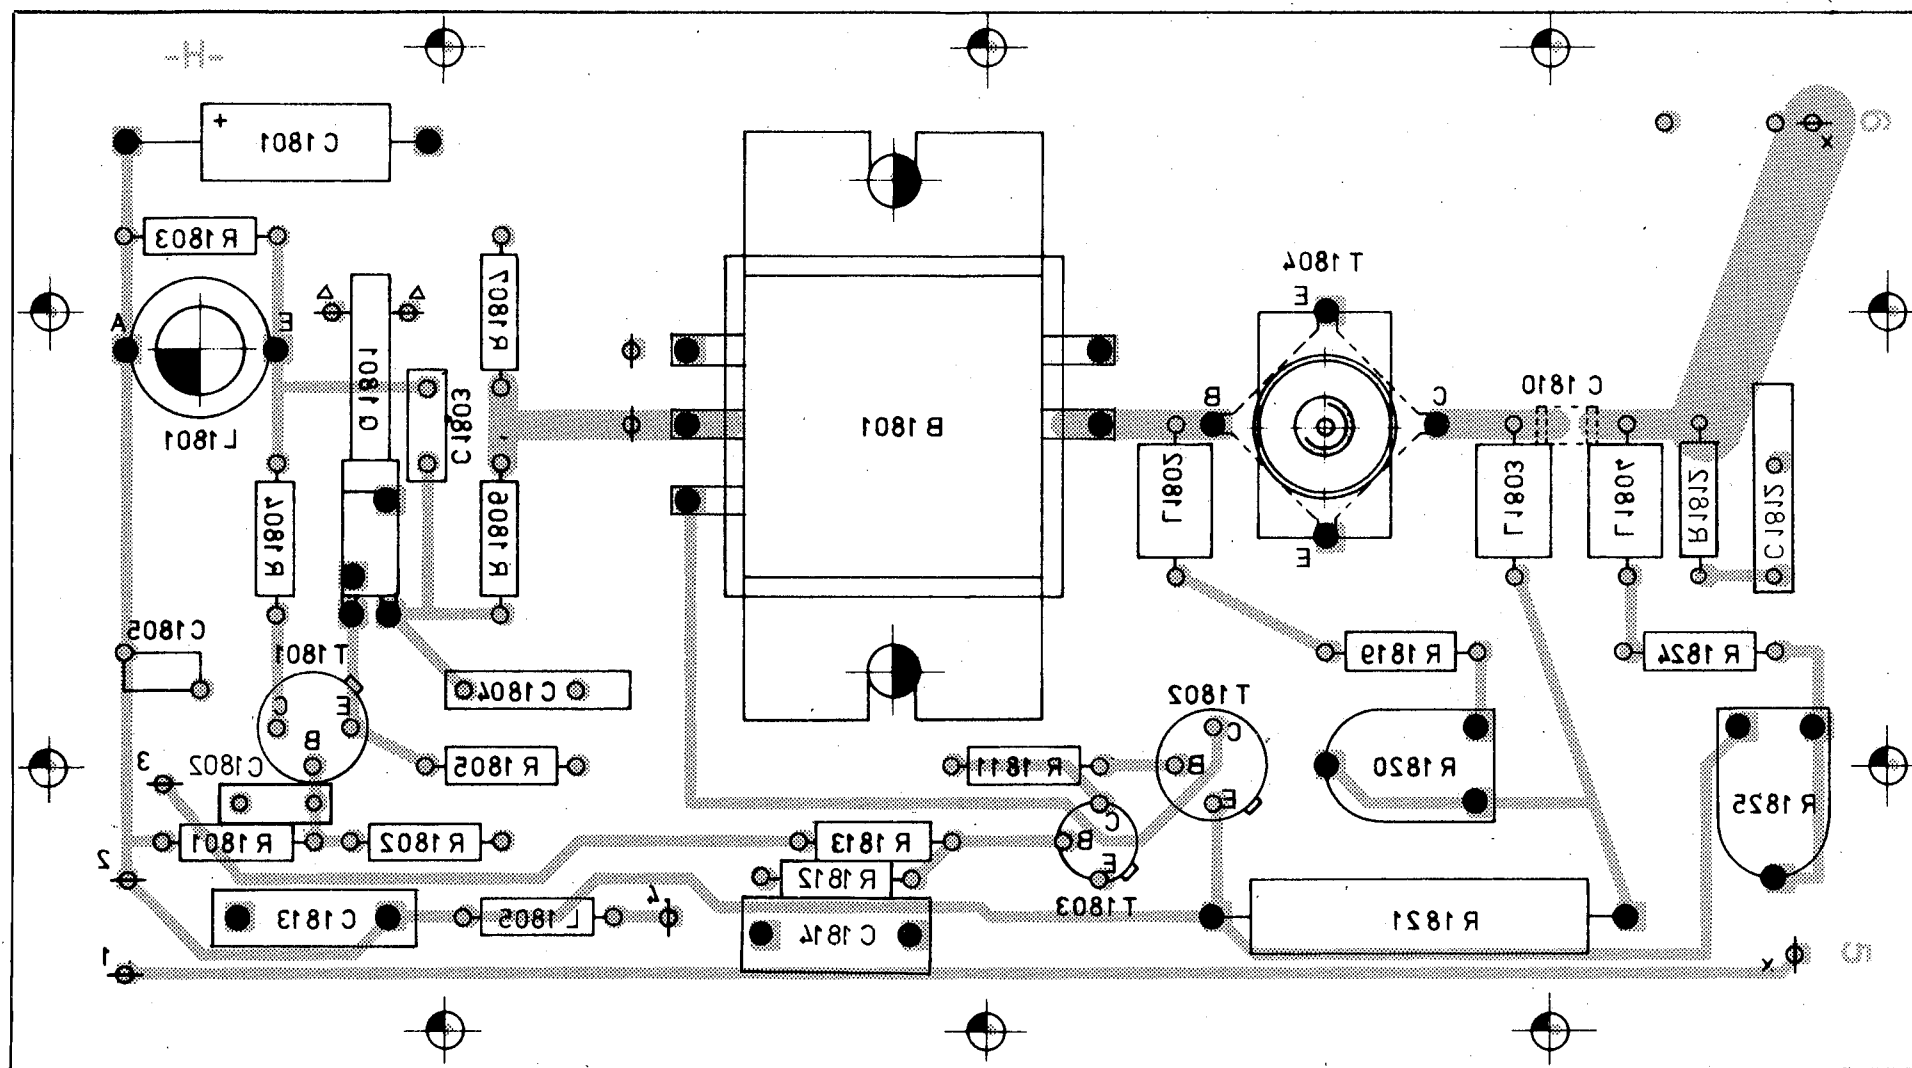 -H-
+
C 1801
6
x
R 1803
T 1804
E
A
E
L 1801
Q 1801
R 1807
C 1803
B 1801
B
C
C 1810
R 1804
R 1806
L 1802
E
L 1803
L 1804
R 1812
C 1812
C 1805
T 1801
C
E
B
C 1804
R 1819
R 1824
T 1802
C
B
E
3
C 1802
R 1805
R 1811
R 1820
R 1825
R 1801
R 1802
R 1813
C
B
E
2
R 1812
T 1803
C 1813
L 1805
4
C 1814
R 1821
1
x
5